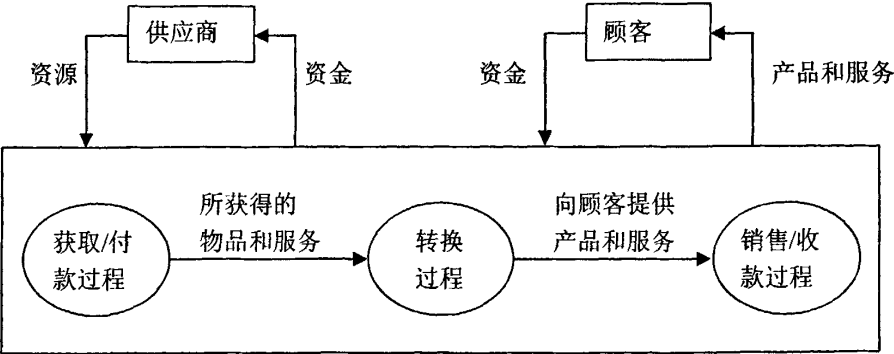 供应商
顾客
资源
资金
资金
产品和服务
所获得的
物品和服务
向顾客提供
产品和服务
获取/付
款过程
转换
过程
销售/收
款过程